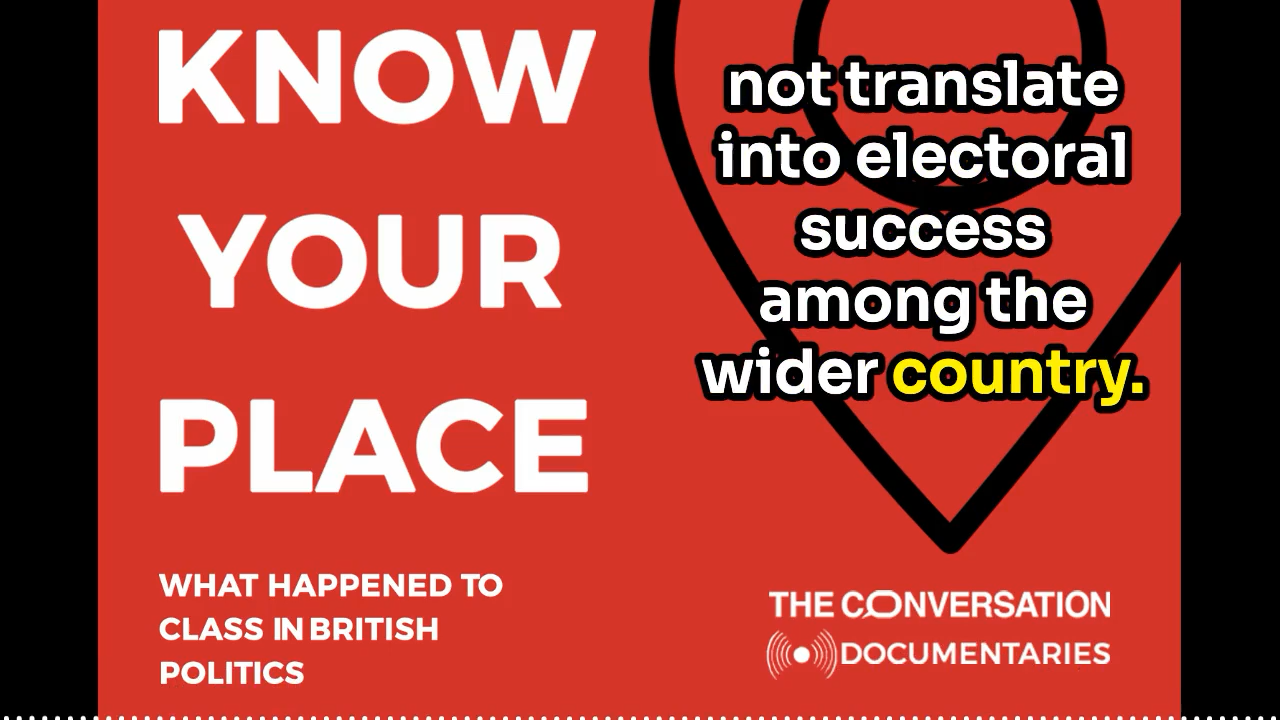 KNOW
YOUR
PLACE
WHAT HAPPENED TO
CLASS IN BRITISH
POLITICS
not translate
into electoral
success
among the
wider country.
THE CONVERSATION
DOCUMENTARIES